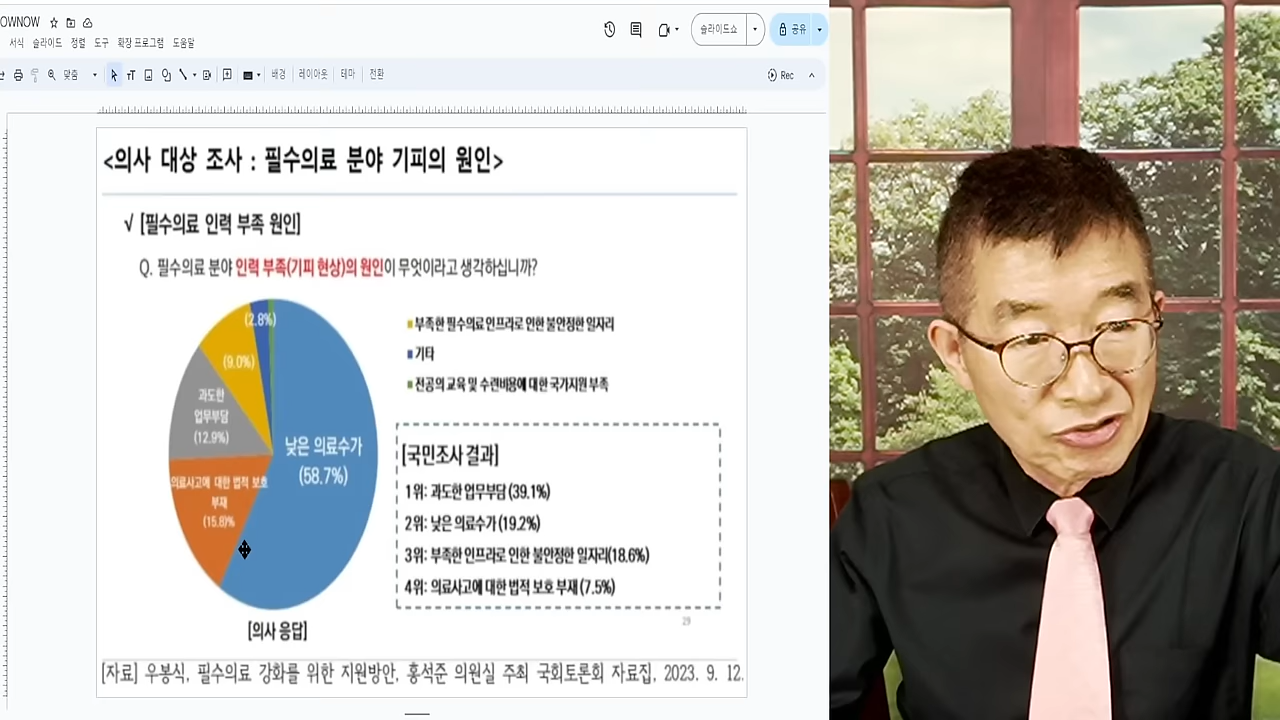 OWNOW
슬라이드쇼
공유
서식 슬라이드 정렬 도구 확장 프로그램 도움말
맞춤
배경 레이아웃 테마 전환
Rec
<의사 대상 조사 : 필수의료 분야 기피의 원인>
√ [필수의료 인력 부족 원인]
Q. 필수의료 분야 인력 부족(기피 현상)의 원인이 무엇이라고 생각하십니까?
(2.8%)
(9.0%)
과도한
업무부담
(12.9%)
의료사고에 대한 법적 보호
부재
(15.8)%
낮은 의료수가
(58.7%)
[의사 응답]
부족한 필수의료 인프라로 인한 불안정한 일자리
기타
전공의 교육 및 수련비용에 대한 국가지원 부족
[국민조사 결과]
1위: 과도한 업무부담 (39.1%)
2위: 낮은 의료수가 (19.2%)
3위: 부족한 인프라로 인한 불안정한 일자리(18.6%)
4위: 의료사고에 대한 법적 보호 부재 (7.5%)
29
[자료] 우봉식, 필수의료 강화를 위한 지원방안, 홍석준 의원실 주최 국회토론회 자료집, 2023. 9. 12.